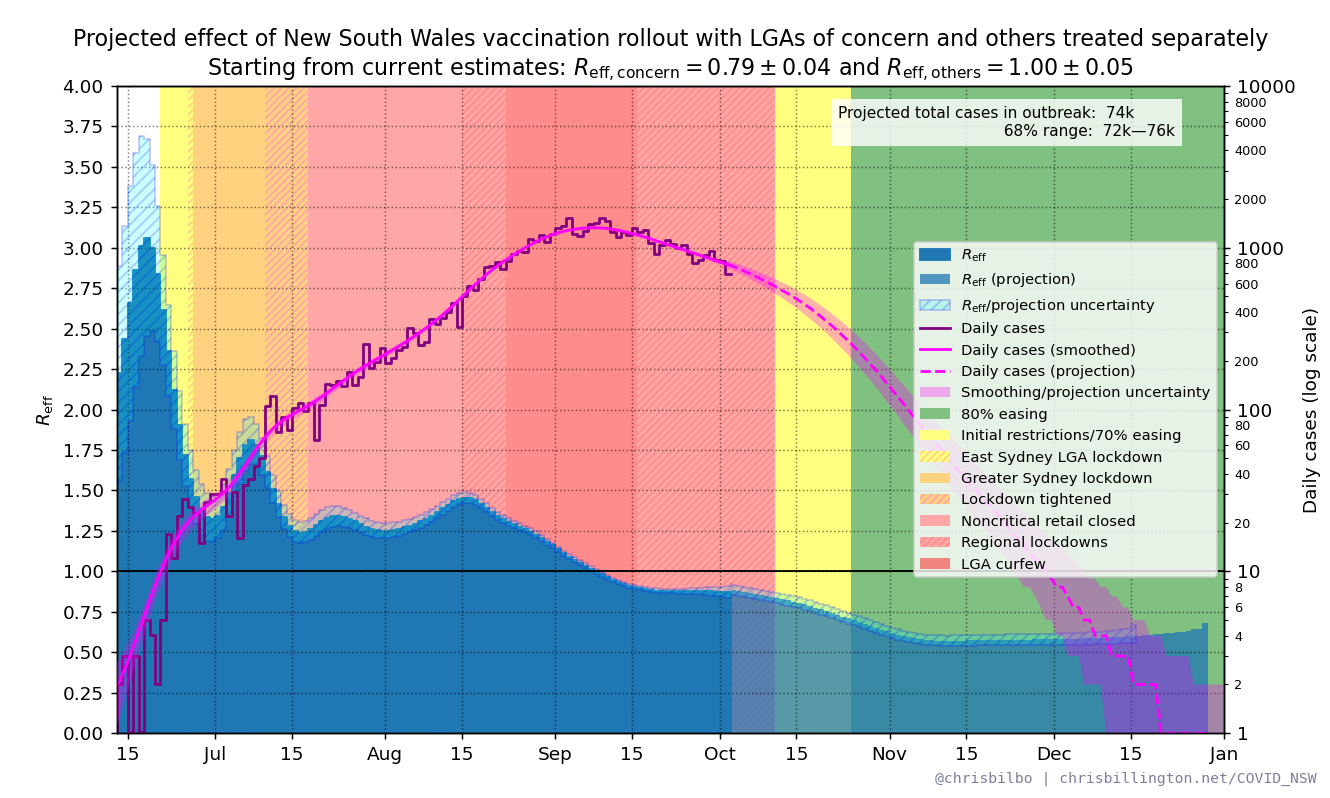 Projected effect of New South Wales vaccination rollout with LGAs of concern and others treated separately
Starting from current estimates: R_eff, concern = 0.79 ± 0.04 and R_eff, others = 1.00 ± 0.05
Projected total cases in outbreak: 74k
68% range: 72k—76k
R_eff
4.00
3.75
3.50
3.25
3.00
2.75
2.50
2.25
2.00
1.75
1.50
1.25
1.00
0.75
0.50
0.25
0.00
R_eff
R_eff (projection)
R_eff/projection uncertainty
Daily cases
Daily cases (smoothed)
Daily cases (projection)
Smoothing/projection uncertainty
80% easing
Initial restrictions/70% easing
East Sydney LGA lockdown
Greater Sydney lockdown
Lockdown tightened
Noncritical retail closed
Regional lockdowns
LGA curfew
10000
8000
6000
4000
2000
1000
800
600
400
200
100
80
60
40
20
10
8
6
4
2
1
Daily cases (log scale)
15 Jul 15 Aug 15 Sep 15 Oct 15 Nov 15 Dec 15 Jan
@chrisbilbo | chrisbillington.net/COVID_NSW